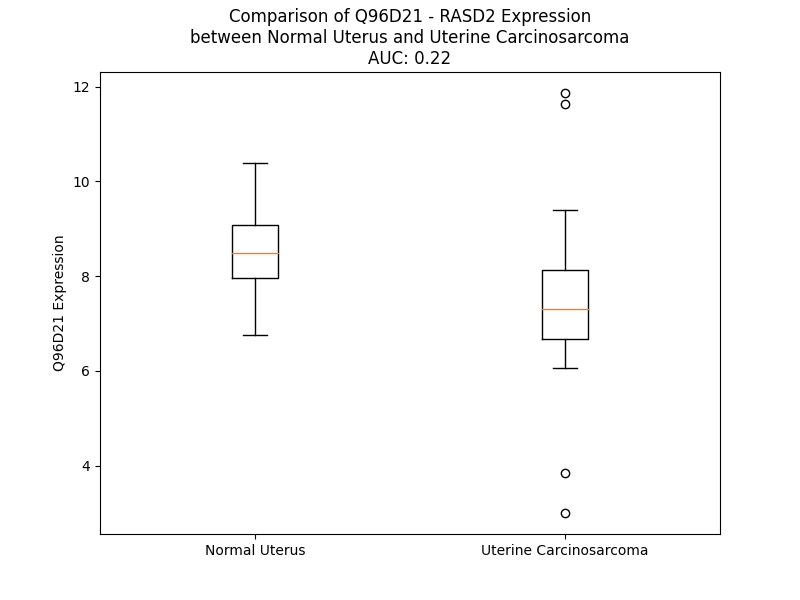 Comparison of Q96D21 - RASD2 Expression
between Normal Uterus and Uterine Carcinosarcoma
AUC: 0.22
12
10
8
6
4
Q96D21 Expression
Normal Uterus
Uterine Carcinosarcoma